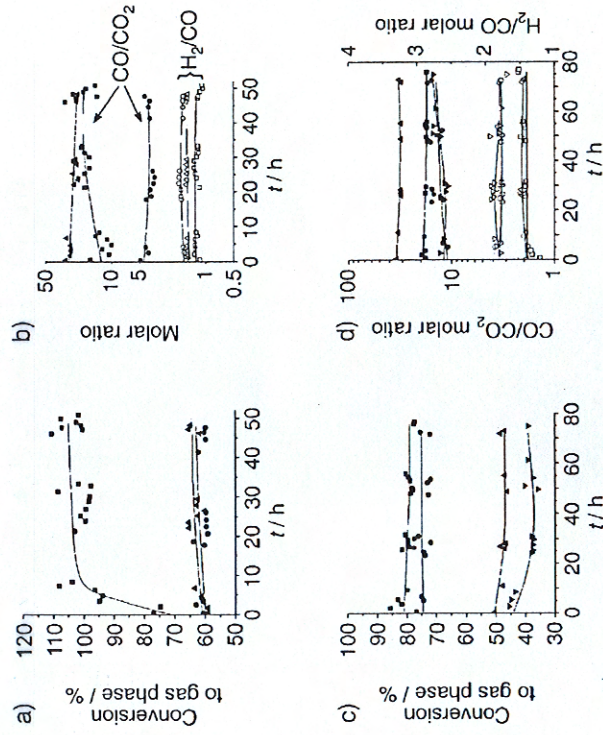 a)
Conversion
to gas phase / %
120
110
100
90
80
70
60
50
0 10 20 30 40 50
t / h
b)
Molar ratio
50
10
5
1
0.5
CO/CO₂
}H₂/CO
0 10 20 30 40 50
t / h
c)
Conversion
to gas phase / %
100
90
80
70
60
50
40
30
0 20 40 60 80
t / h
d)
CO/CO₂ molar ratio
100
10
1
0 20 40 60 80
t / h
4
3
2
1
H₂/CO molar ratio